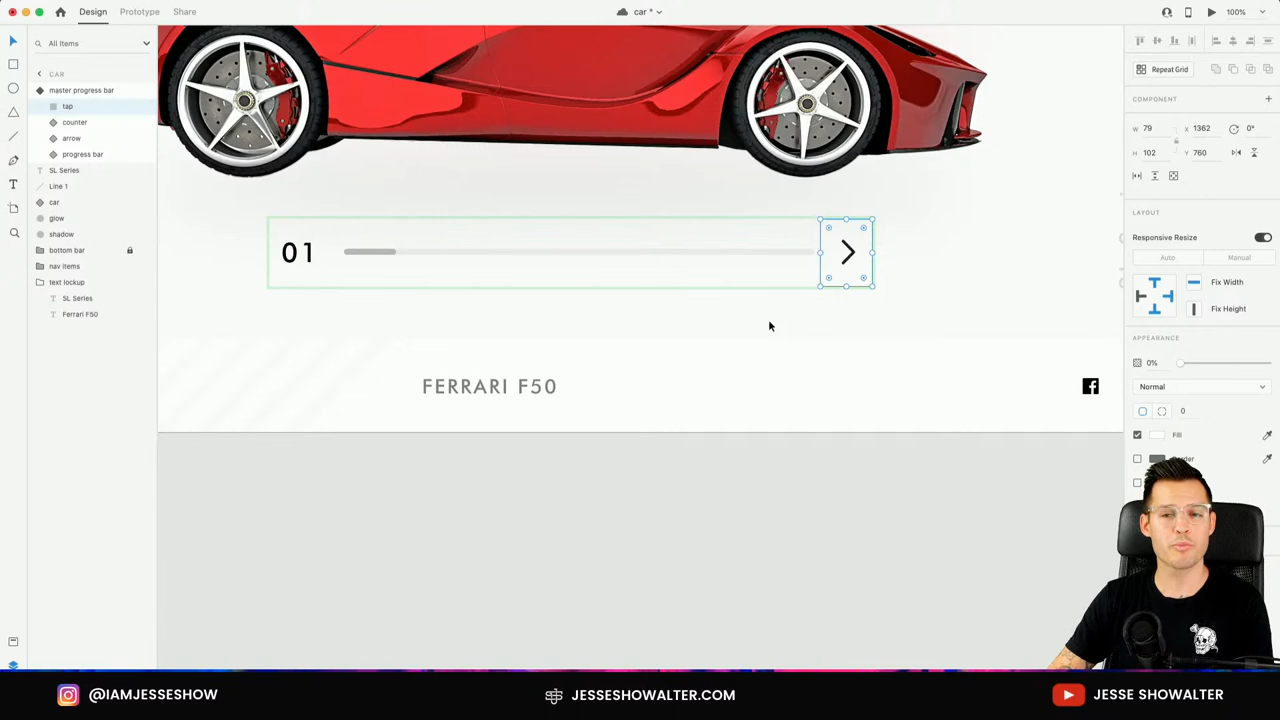 Design Prototype Share
car *
100%
All Items
CAR
master progress bar
tap
counter
arrow
progress bar
SL Series
Line 1
car
glow
shadow
bottom bar
nav items
text lockup
SL Series
Ferrari F50
01
FERRARI F50
Repeat Grid
COMPONENT
W 79 X 1362 0°
H 102 Y 760
LAYOUT
Responsive Resize
Auto Manual
Fix Width
Fix Height
APPEARANCE
0%
Normal
0
Fill
Border
@IAMJESSESHOW
JESSESHOWALTER.COM
JESSE SHOWALTER